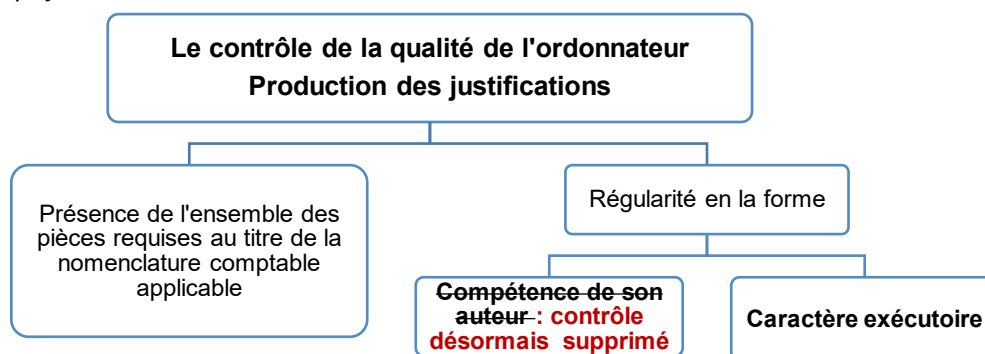 Le contrôle de la qualité de l'ordonnateur
Production des justifications
Présence de l'ensemble des
pièces requises au titre de la
nomenclature comptable
applicable
Régularité en la forme
Compétence de son
auteur : contrôle
désormais supprimé
Caractère exécutoire